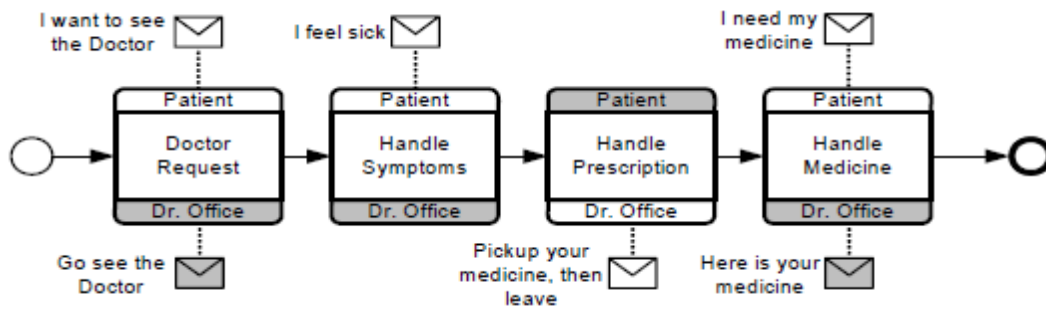 I want to see
the Doctor
I feel sick
I need my
medicine
Patient
Patient
Patient
Patient
Doctor
Request
Handle
Symptoms
Handle
Prescription
Handle
Medicine
Dr. Office
Dr. Office
Dr. Office
Dr. Office
Go see the
Doctor
Pickup your
medicine, then
leave
Here is your
medicine